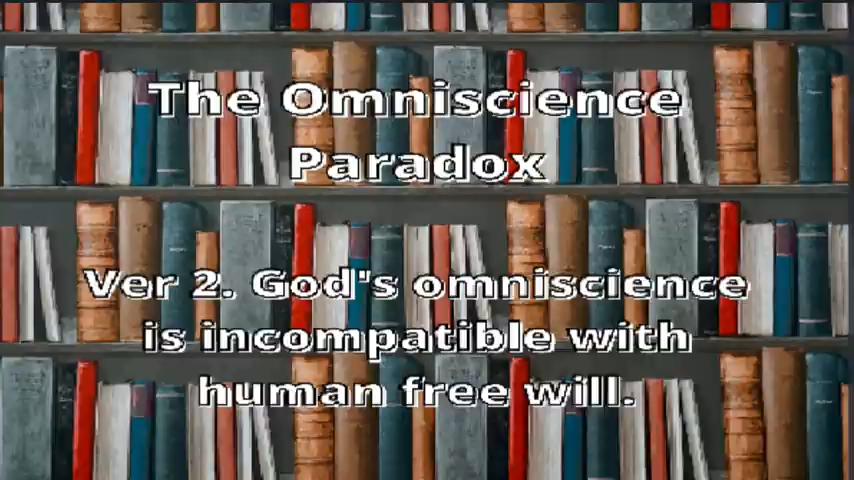 The Omniscience
Paradox
Ver 2. God's omniscience
is incompatible with
human free will.